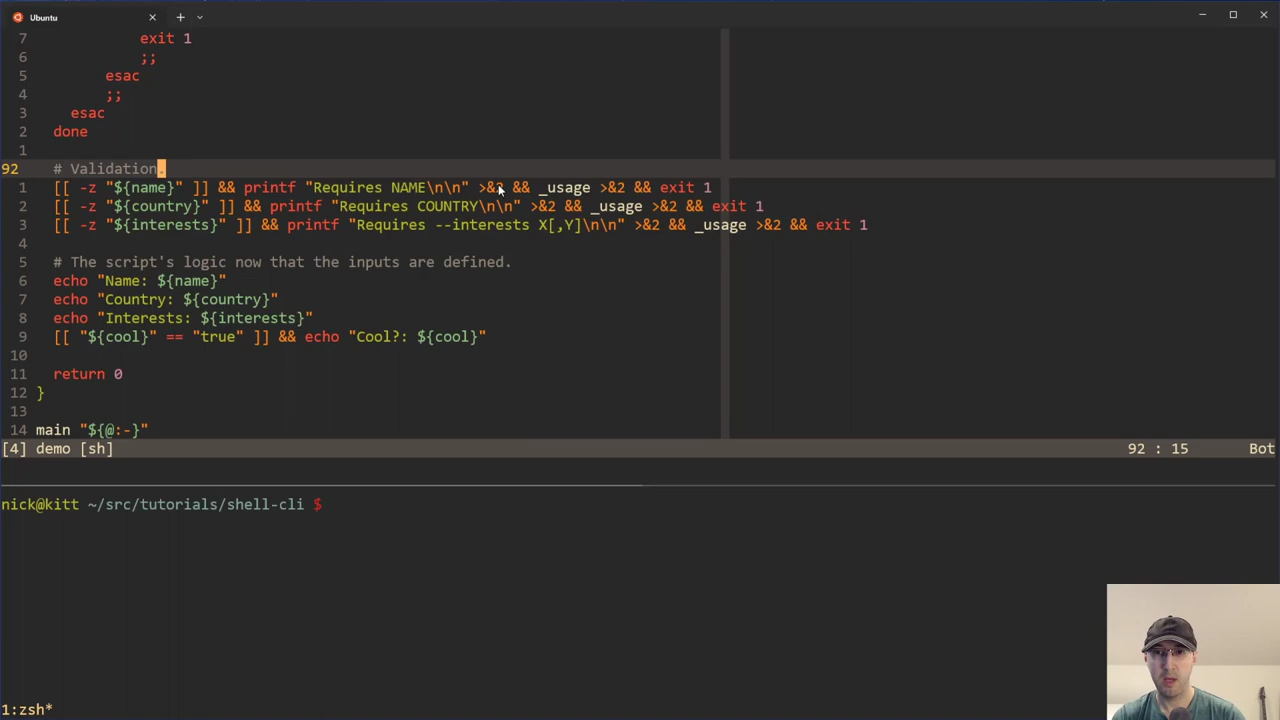 Ubuntu
7 exit 1
6 ;;
5 esac
4 ;;
3 esac
2 done
1
92 # Validation.
1 [[ -z "${name}" ]] && printf "Requires NAME\n\n" >&2 && _usage >&2 && exit 1
2 [[ -z "${country}" ]] && printf "Requires COUNTRY\n\n" >&2 && _usage >&2 && exit 1
3 [[ -z "${interests}" ]] && printf "Requires --interests X[,Y]\n\n" >&2 && _usage >&2 && exit 1
4
5 # The script's logic now that the inputs are defined.
6 echo "Name: ${name}"
7 echo "Country: ${country}"
8 echo "Interests: ${interests}"
9 [[ "${cool}" == "true" ]] && echo "Cool?: ${cool}"
10
11 return 0
12 }
13
14 main "${@:-}"
[4] demo [sh] 92 : 15 Bot
nick@kitt ~/src/tutorials/shell-cli $
1:zsh*